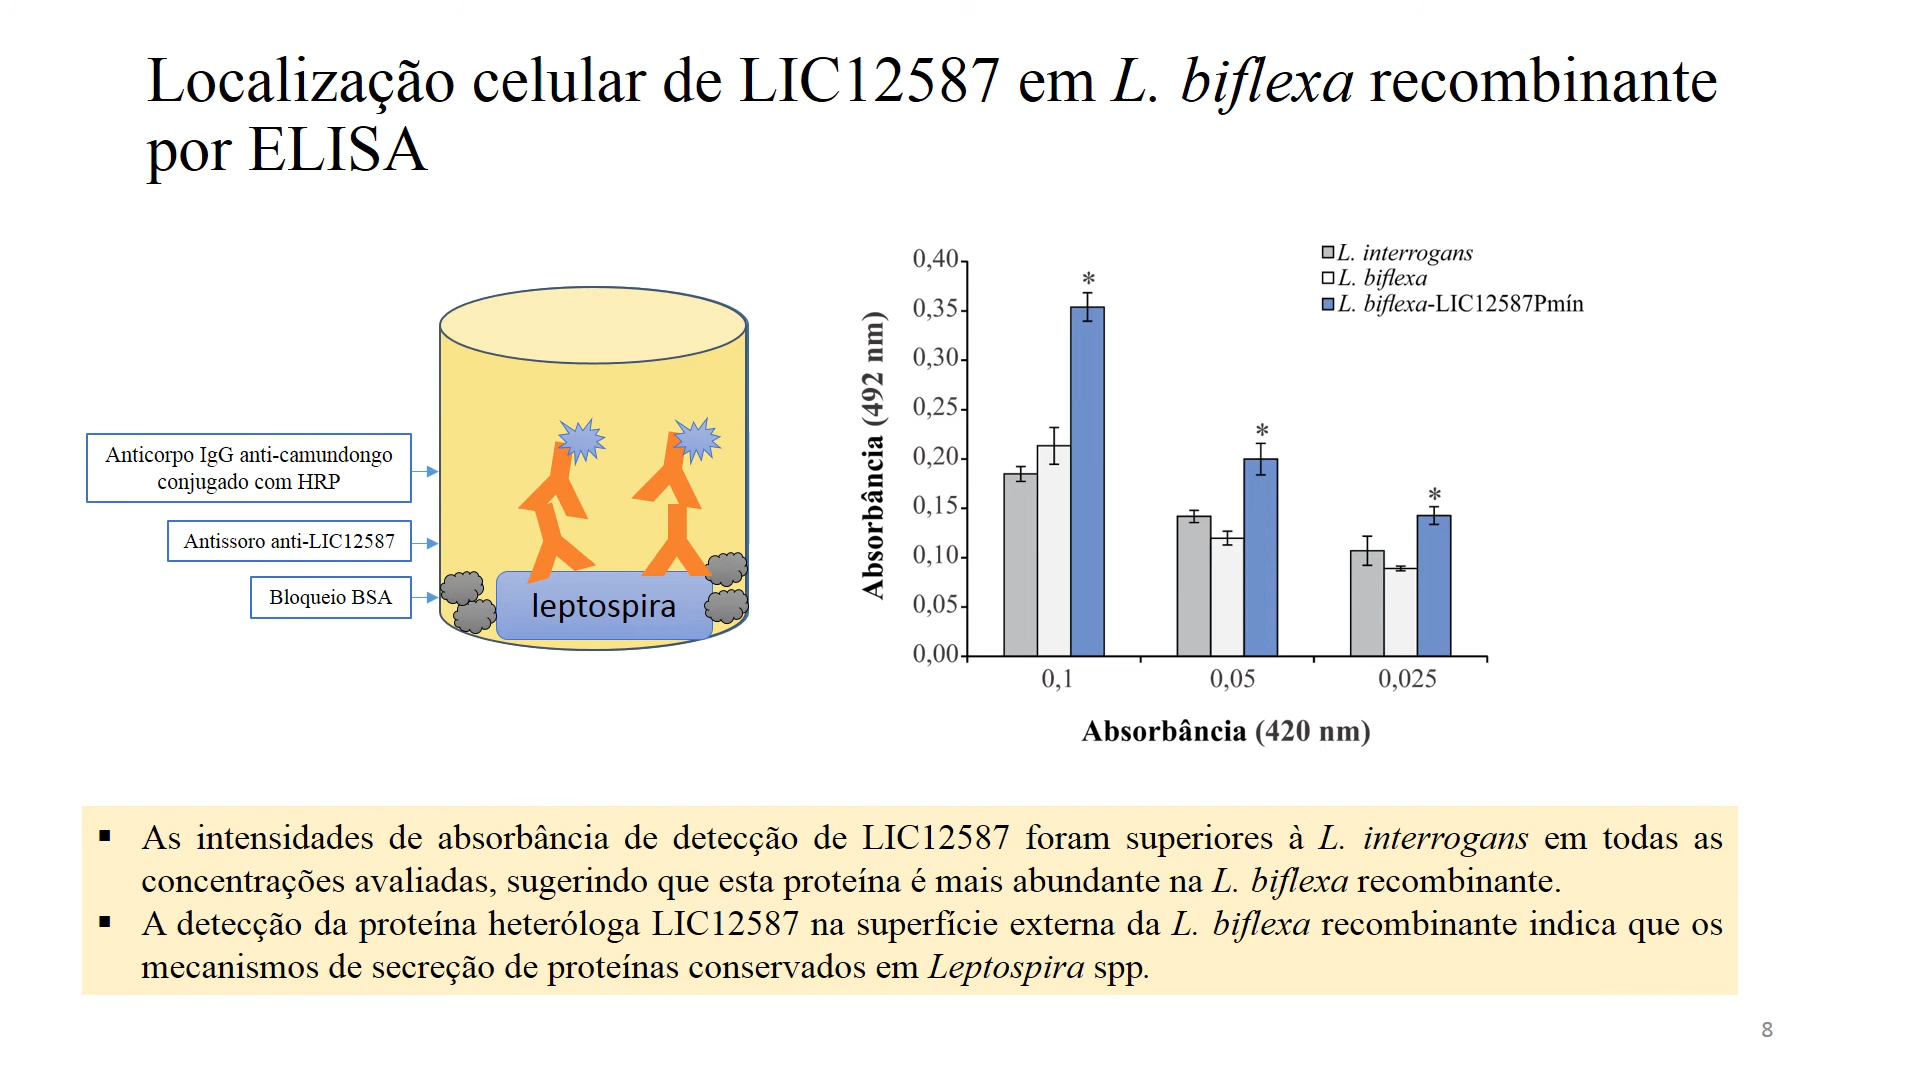 Localização celular de LIC12587 em L. biflexa recombinante
por ELISA
Anticorpo IgG anti-camundongo
conjugado com HRP
Antissoro anti-LIC12587
Bloqueio BSA
leptospira
Absorbância (492 nm)
0,40
0,35
0,30
0,25
0,20
0,15
0,10
0,05
0,00
*
*
*
L. interrogans
L. biflexa
L. biflexa-LIC12587Pmín
0,1
0,05
0,025
Absorbância (420 nm)
▪ As intensidades de absorbância de detecção de LIC12587 foram superiores à L. interrogans em todas as
concentrações avaliadas, sugerindo que esta proteína é mais abundante na L. biflexa recombinante.
▪ A detecção da proteína heteróloga LIC12587 na superfície externa da L. biflexa recombinante indica que os
mecanismos de secreção de proteínas conservados em Leptospira spp.
8